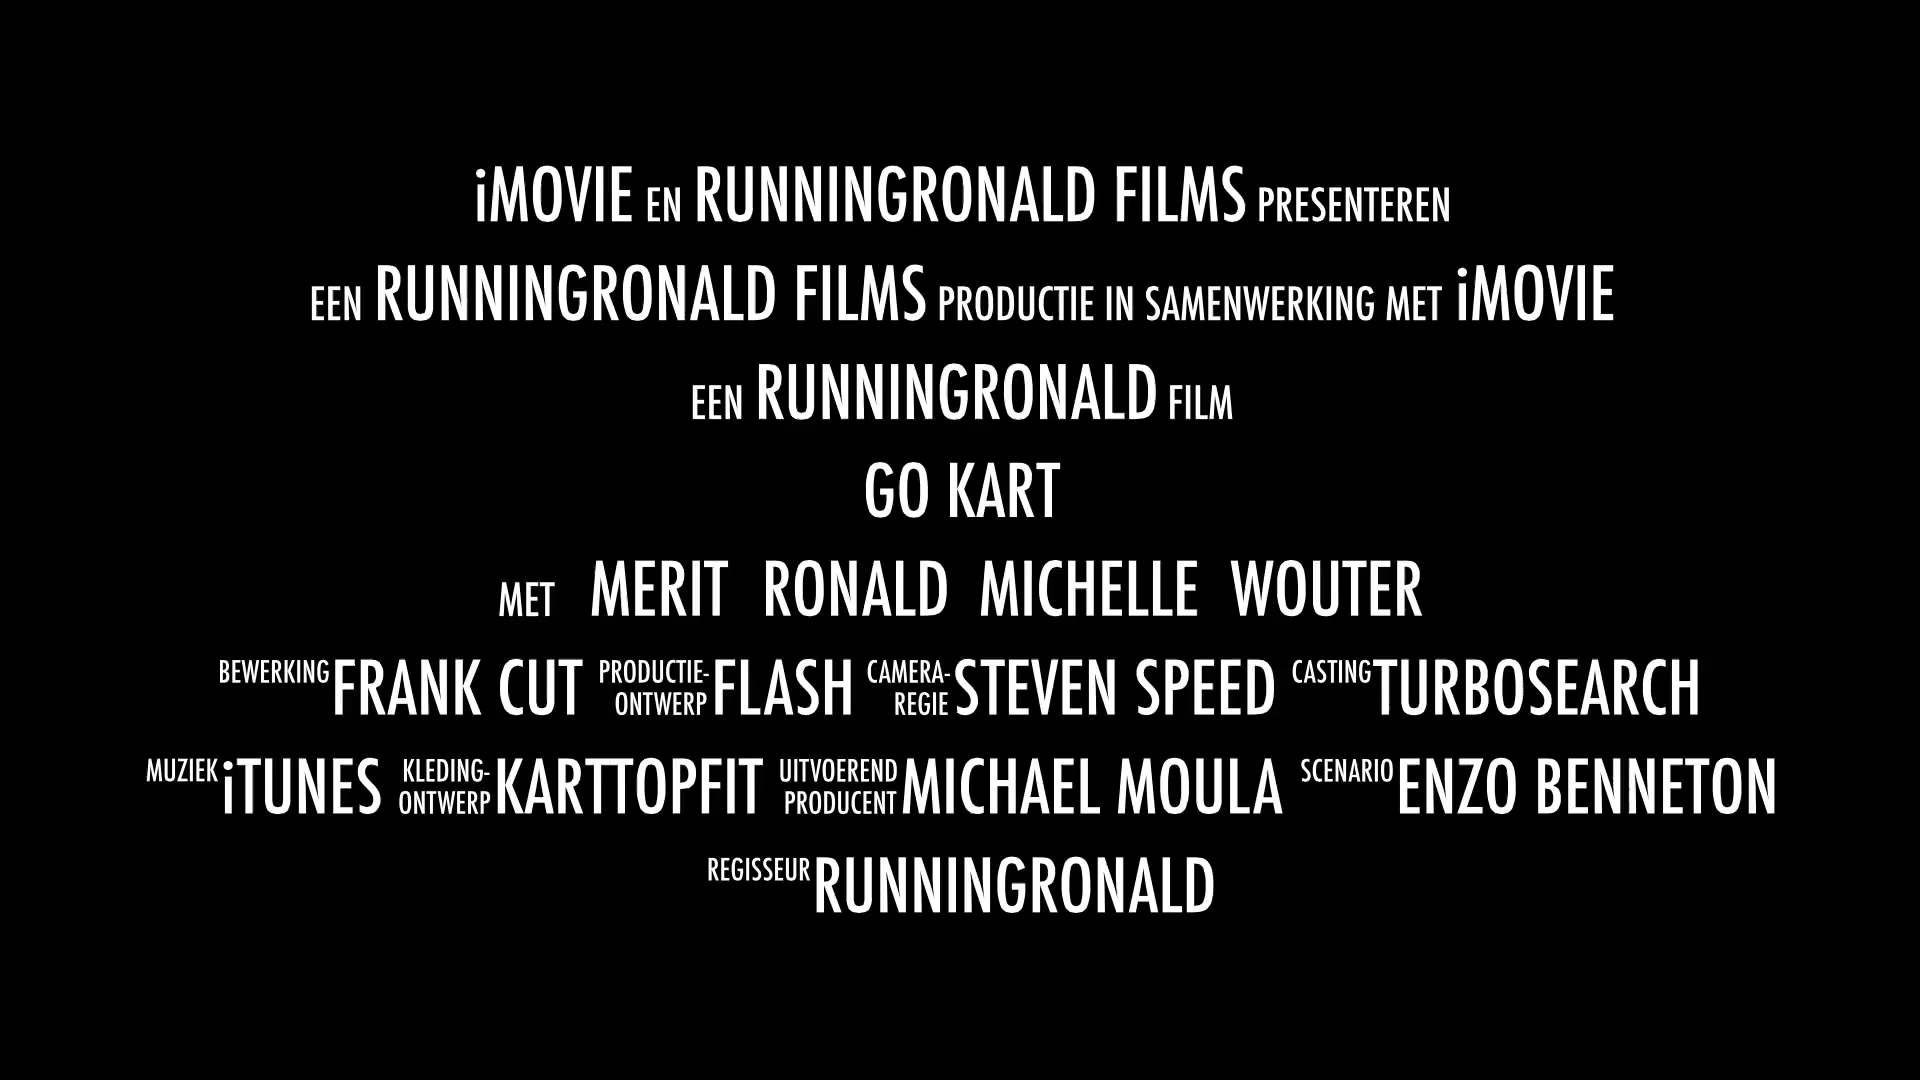 iMOVIE EN RUNNINGRONALD FILMS PRESENTEREN
EEN RUNNINGRONALD FILMS PRODUCTIE IN SAMENWERKING MET iMOVIE
EEN RUNNINGRONALD FILM
GO KART
MET MERIT RONALD MICHELLE WOUTER
BEWERKING FRANK CUT PRODUCTIE-ONTWERP FLASH CAMERA-REGIE STEVEN SPEED CASTING TURBOSEARCH
MUZIEK iTUNES KLEDING-ONTWERP KARTTOPFIT UITVOEREND PRODUCENT MICHAEL MOULA SCENARIO ENZO BENNETON
REGISSEUR RUNNINGRONALD